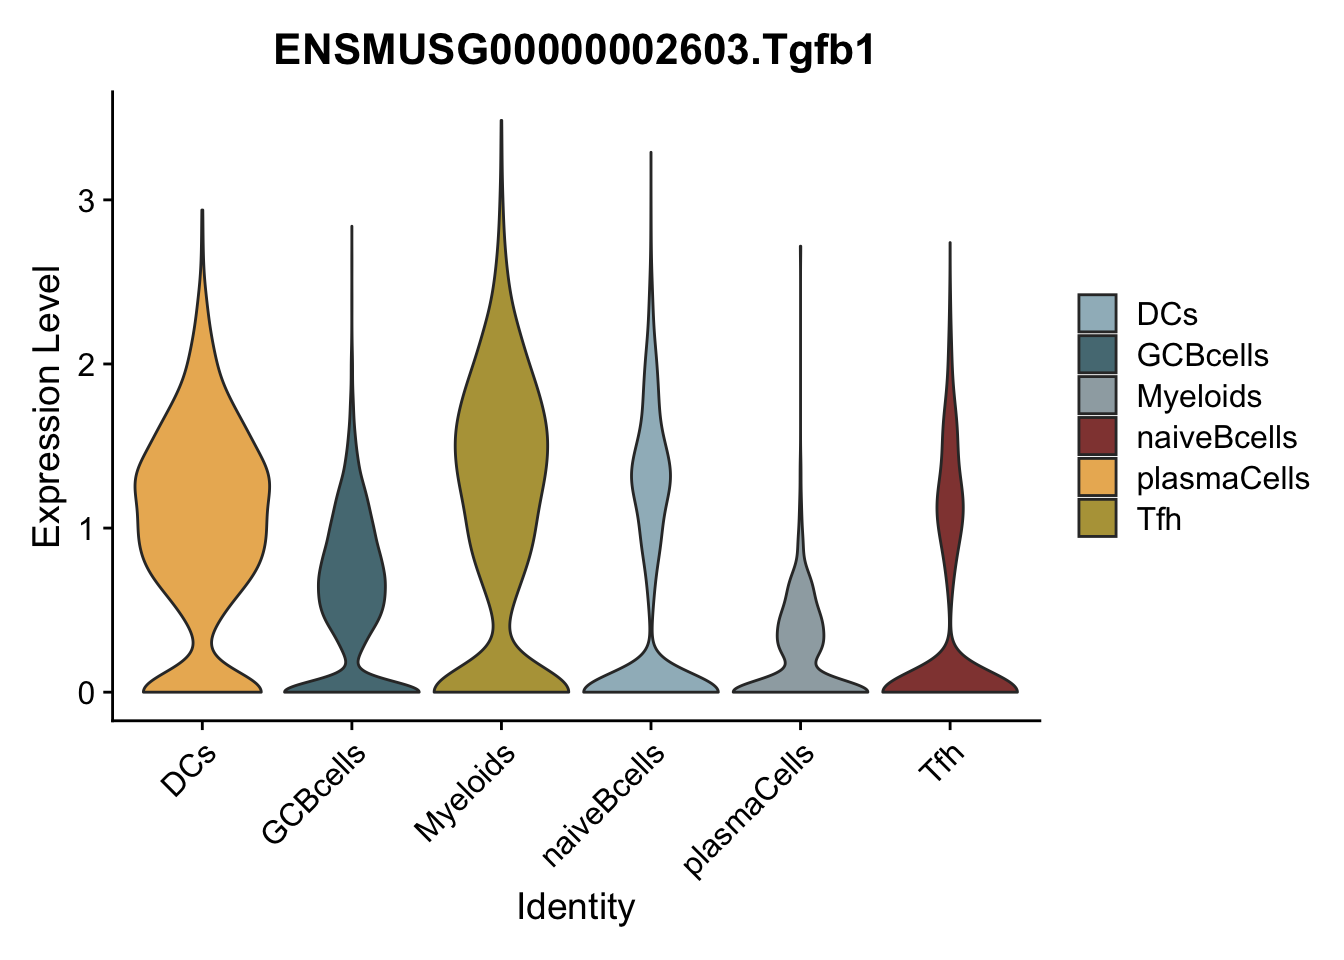 ENSMUSG00000002603.Tgfb1
Expression Level
3
2
1
0
DCs
GCBcells
Myeloids
naiveBcells
plasmaCells
Tfh
Identity
DCs
GCBcells
Myeloids
naiveBcells
plasmaCells
Tfh